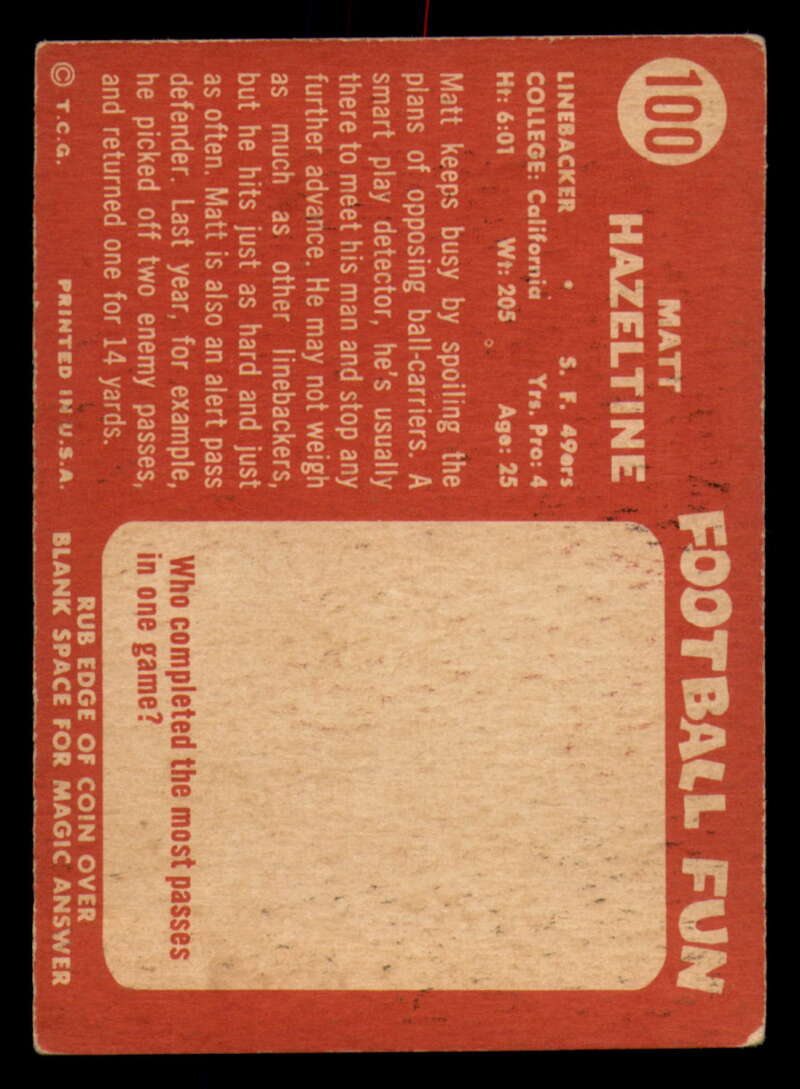 100
MATT
HAZELTINE
LINEBACKER • S. F. 49ers
COLLEGE: California Yrs. Pro: 4
Ht: 6:01 Wt: 205 Age: 25
Matt keeps busy by spoiling the
plans of opposing ball-carriers. A
smart play detector, he's usually
there to meet his man and stop any
further advance. He may not weigh
as much as other linebackers,
but he hits just as hard and just
as often. Matt is also an alert pass
defender. Last year, for example,
he picked off two enemy passes,
and returned one for 14 yards.
© T.C.G. PRINTED IN U.S.A.
FOOTBALL FUN
Who completed the most passes
in one game?
RUB EDGE OF COIN OVER
BLANK SPACE FOR MAGIC ANSWER